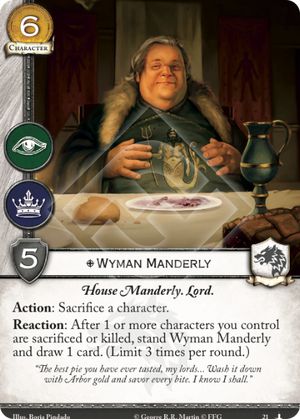 6
CHARACTER
5
Wyman Manderly
House Manderly. Lord.
Action: Sacrifice a character.
Reaction: After 1 or more characters you
control are sacrificed or killed, stand Wyman Manderly
and draw 1 card. (Limit 3 times per round.)
"The best pie you have ever tasted, my lords... Wash it down
with Arbor gold and savor every bite. I know I shall."
Illus. Borja Pindado
© George R.R. Martin © FFG
21